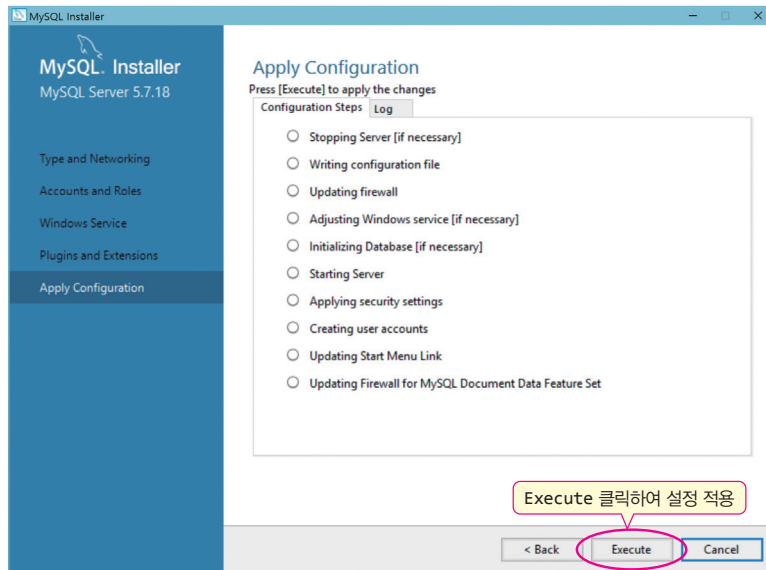 MySQL Installer
MySQL. Installer
MySQL Server 5.7.18
Type and Networking
Accounts and Roles
Windows Service
Plugins and Extensions
Apply Configuration
Apply Configuration
Press [Execute] to apply the changes
Configuration Steps Log
Stopping Server [if necessary]
Writing configuration file
Updating firewall
Adjusting Windows service [if necessary]
Initializing Database [if necessary]
Starting Server
Applying security settings
Creating user accounts
Updating Start Menu Link
Updating Firewall for MySQL Document Data Feature Set
Execute 클릭하여 설정 적용
< Back Execute Cancel